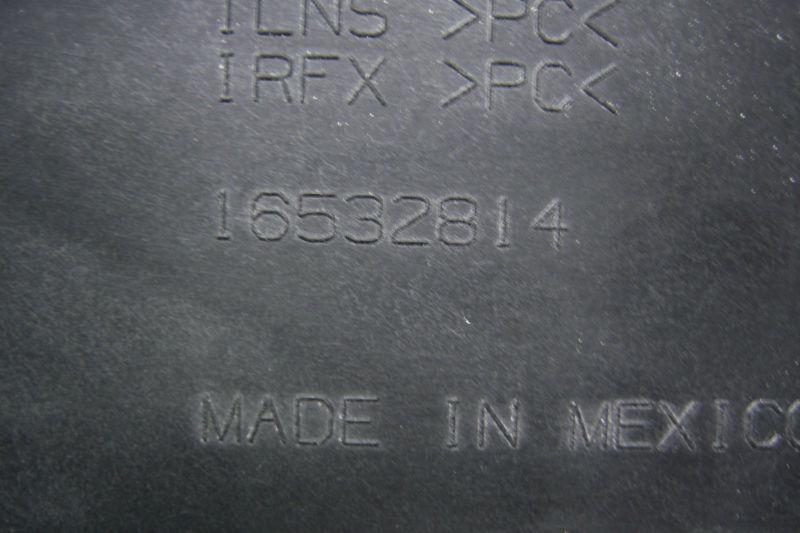 ILNS >PC<
IRFX >PC<
16532814
MADE IN MEXICO